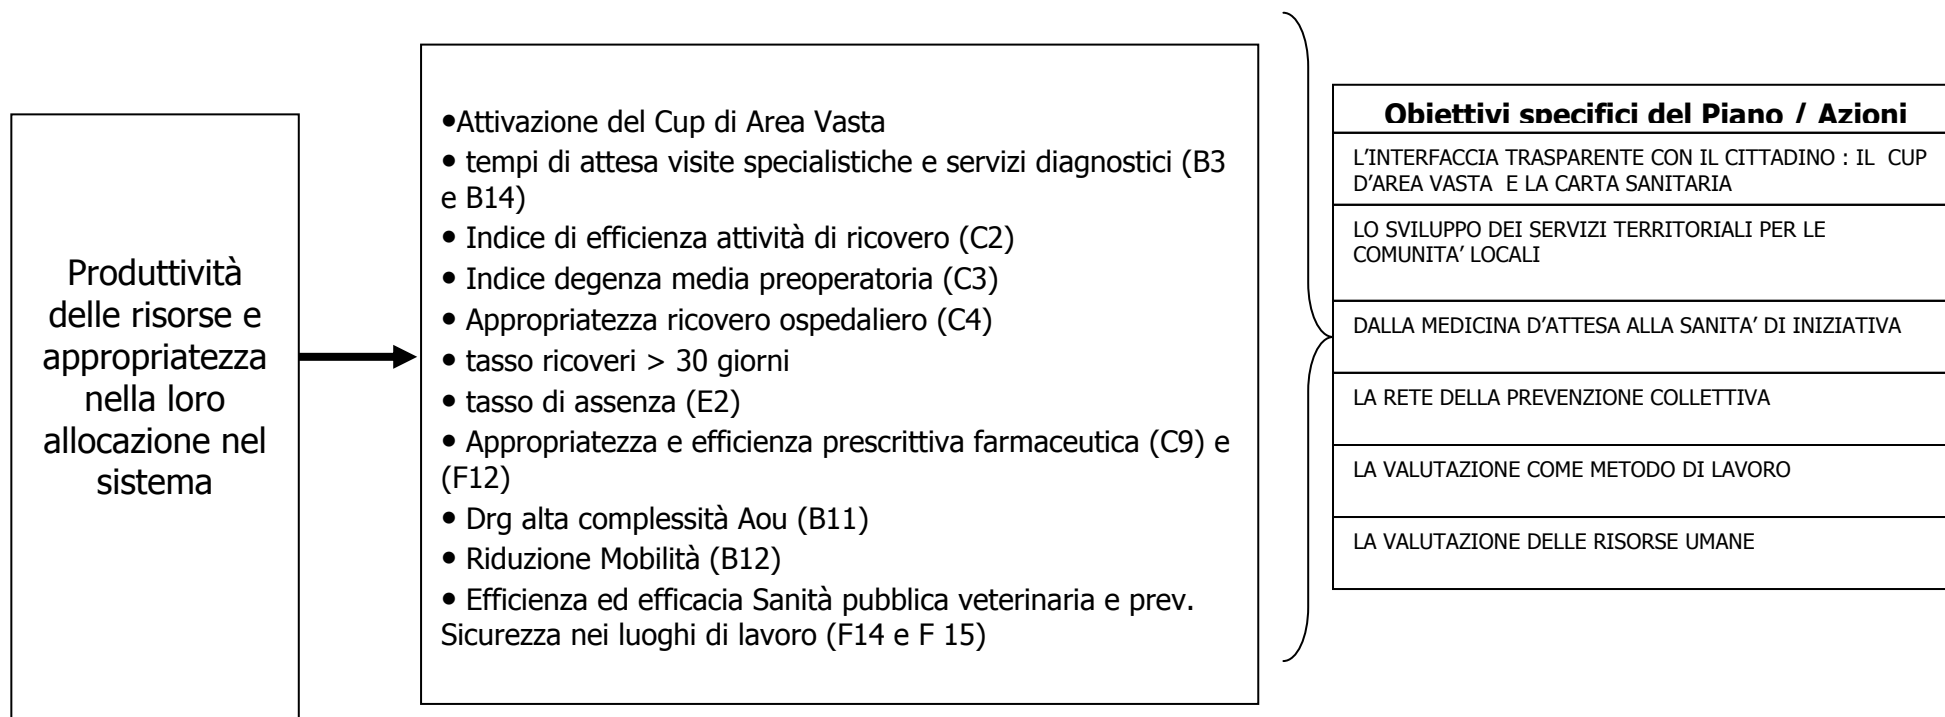 Produttività
delle risorse e
appropriatezza
nella loro
allocazione nel
sistema
•Attivazione del Cup di Area Vasta
• tempi di attesa visite specialistiche e servizi diagnostici (B3
e B14)
• Indice di efficienza attività di ricovero (C2)
• Indice degenza media preoperatoria (C3)
• Appropriatezza ricovero ospedaliero (C4)
• tasso ricoveri > 30 giorni
• tasso di assenza (E2)
• Appropriatezza e efficienza prescrittiva farmaceutica (C9) e
(F12)
• Drg alta complessità Aou (B11)
• Riduzione Mobilità (B12)
• Efficienza ed efficacia Sanità pubblica veterinaria e prev.
Sicurezza nei luoghi di lavoro (F14 e F 15)
Obiettivi specifici del Piano / Azioni
L'INTERFACCIA TRASPARENTE CON IL CITTADINO : IL CUP
D'AREA VASTA E LA CARTA SANITARIA
LO SVILUPPO DEI SERVIZI TERRITORIALI PER LE
COMUNITA' LOCALI
DALLA MEDICINA D'ATTESA ALLA SANITA' DI INIZIATIVA
LA RETE DELLA PREVENZIONE COLLETTIVA
LA VALUTAZIONE COME METODO DI LAVORO
LA VALUTAZIONE DELLE RISORSE UMANE